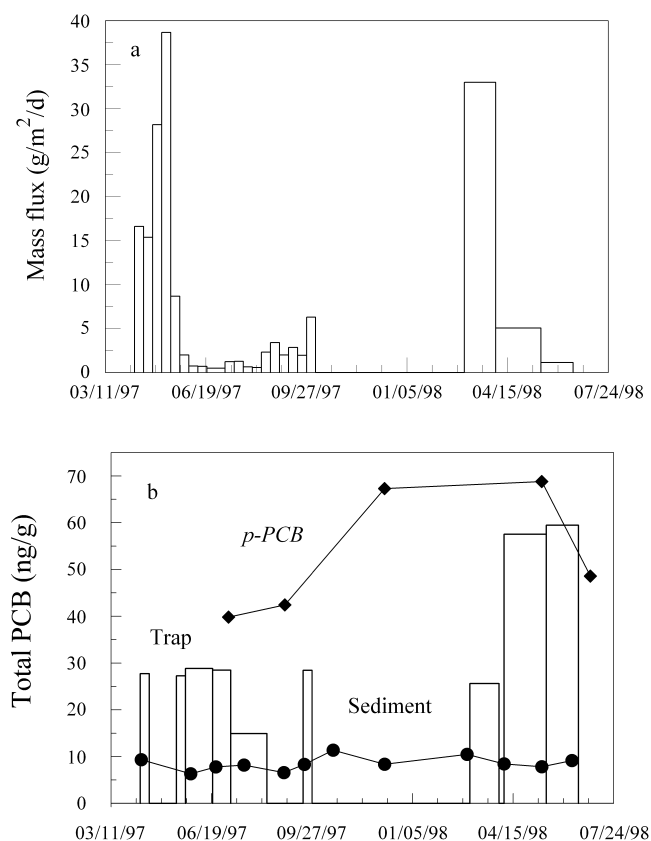 40
a
35
30
25
20
15
10
5
0
Mass flux (g/m²/d)
03/11/97 06/19/97 09/27/97 01/05/98 04/15/98 07/24/98
70
b
60
p-PCB
50
40
Trap
30
Sediment
20
10
0
Total PCB (ng/g)
03/11/97 06/19/97 09/27/97 01/05/98 04/15/98 07/24/98